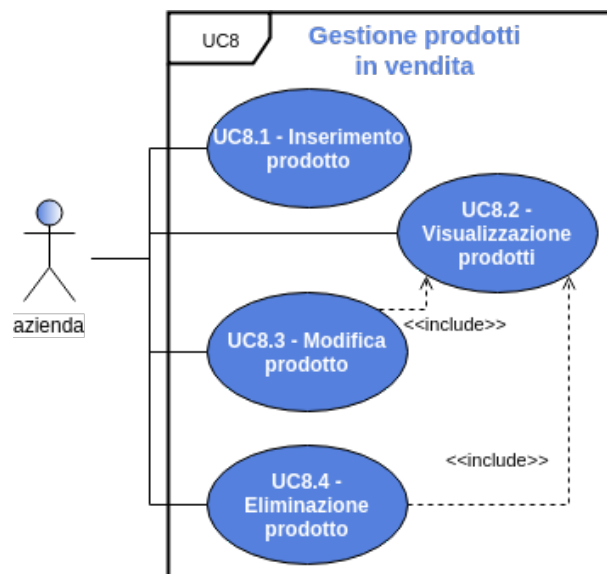 UC8
Gestione prodotti
in vendita
UC8.1 - Inserimento
prodotto
UC8.2 -
Visualizzazione
prodotti
azienda
<<include>>
UC8.3 - Modifica
prodotto
<<include>>
UC8.4 -
Eliminazione
prodotto